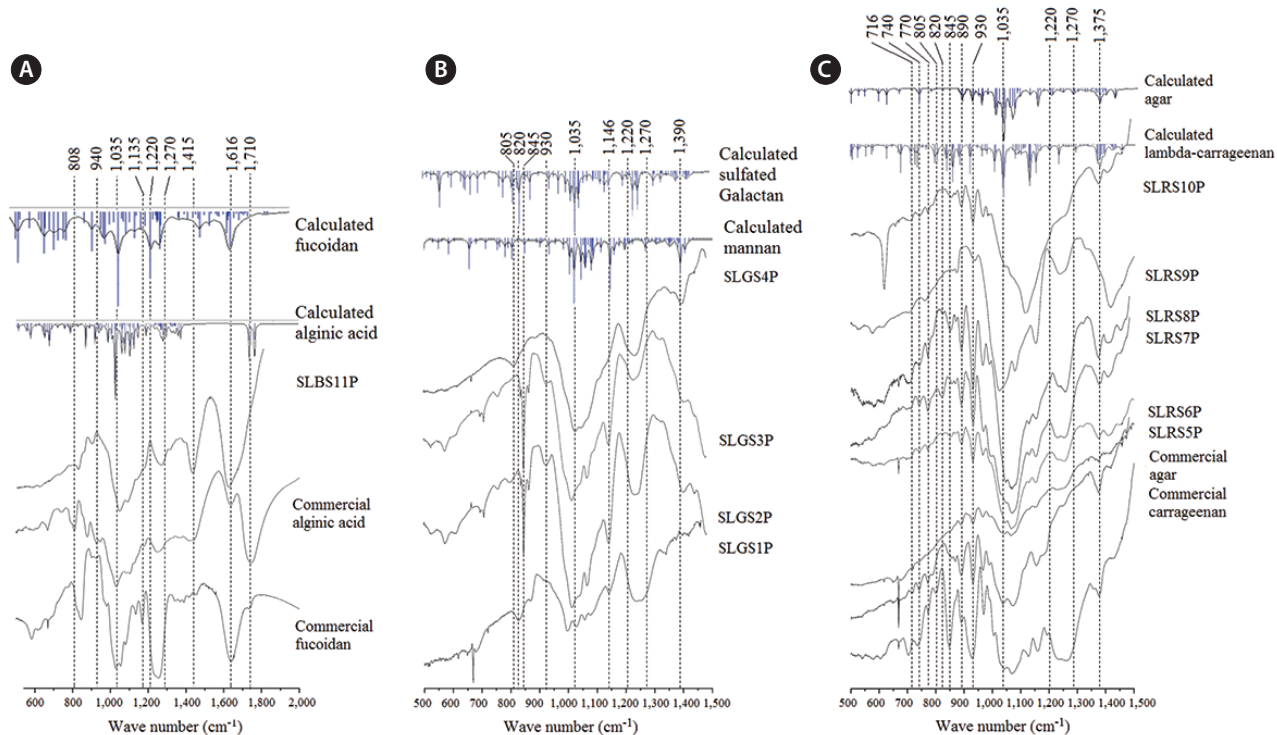 A
808
940
1,035
1,135
1,220
1,270
1,415
1,616
1,710
Calculated
fucoidan
Calculated
alginic acid
SLBS11P
Commercial
alginic acid
Commercial
fucoidan
600
800
1,000
1,200
1,400
1,600
1,800
2,000
Wave number (cm-1)
B
805
820
845
930
1,035
1,146
1,220
1,270
1,390
Calculated
sulfated
Galactan
Calculated
mannan
SLGS4P
SLGS3P
SLGS2P
SLGS1P
500
600
700
800
900
1,000
1,100
1,200
1,300
1,400
1,500
Wave number (cm-1)
C
716
740
770
805
820
845
890
930
1,035
1,220
1,270
1,375
Calculated
agar
Calculated
lambda-carrageenan
SLRS10P
SLRS9P
SLRS8P
SLRS7P
SLRS6P
SLRS5P
Commercial
agar
Commercial
carrageenan
500
600
700
800
900
1,000
1,100
1,200
1,300
1,400
1,500
Wave number (cm-1)